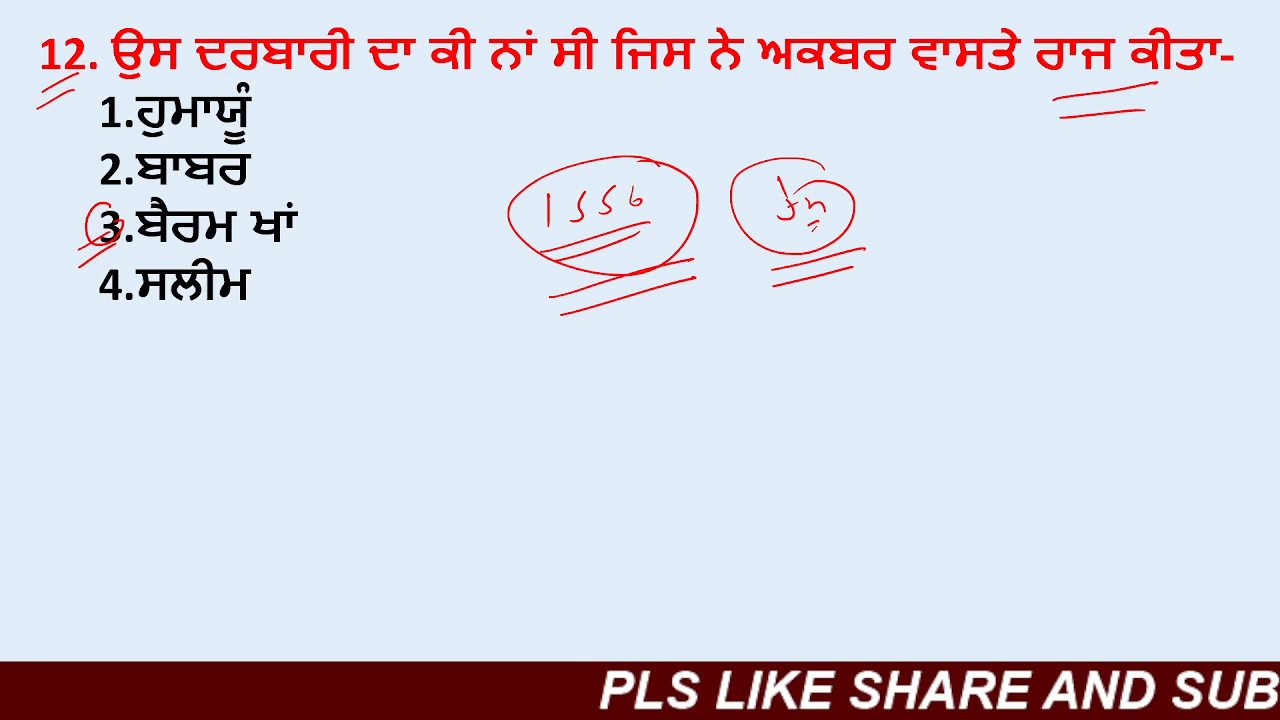 12. ਉਸ ਦਰਬਾਰੀ ਦਾ ਕੀ ਨਾਂ ਸੀ ਜਿਸ ਨੇ ਅਕਬਰ ਵਾਸਤੇ ਰਾਜ ਕੀਤਾ-
1.ਹੁਮਾਯੂੰ
2.ਬਾਬਰ
3.ਬੈਰਮ ਖਾਂ
4.ਸਲੀਮ
1556
PLS LIKE SHARE AND SUB